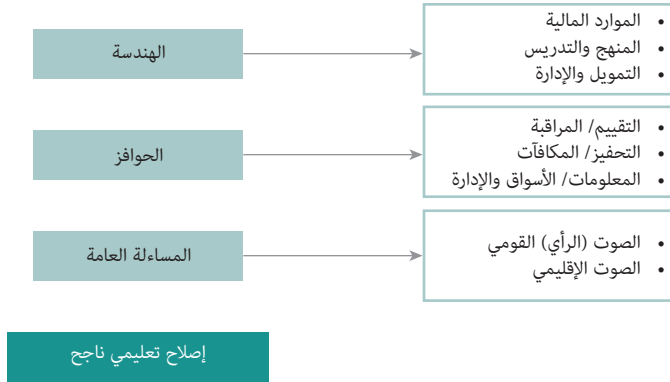 الهندسة
• الموارد المالية
• المنهج والتدريس
• التمويل والإدارة
الحوافز
• التقييم/ المراقبة
• التحفيز/ المكافآت
• المعلومات/ الأسواق والإدارة
المساءلة العامة
• الصوت (الرأي) القومي
• الصوت الإقليمي
إصلاح تعليمي ناجح